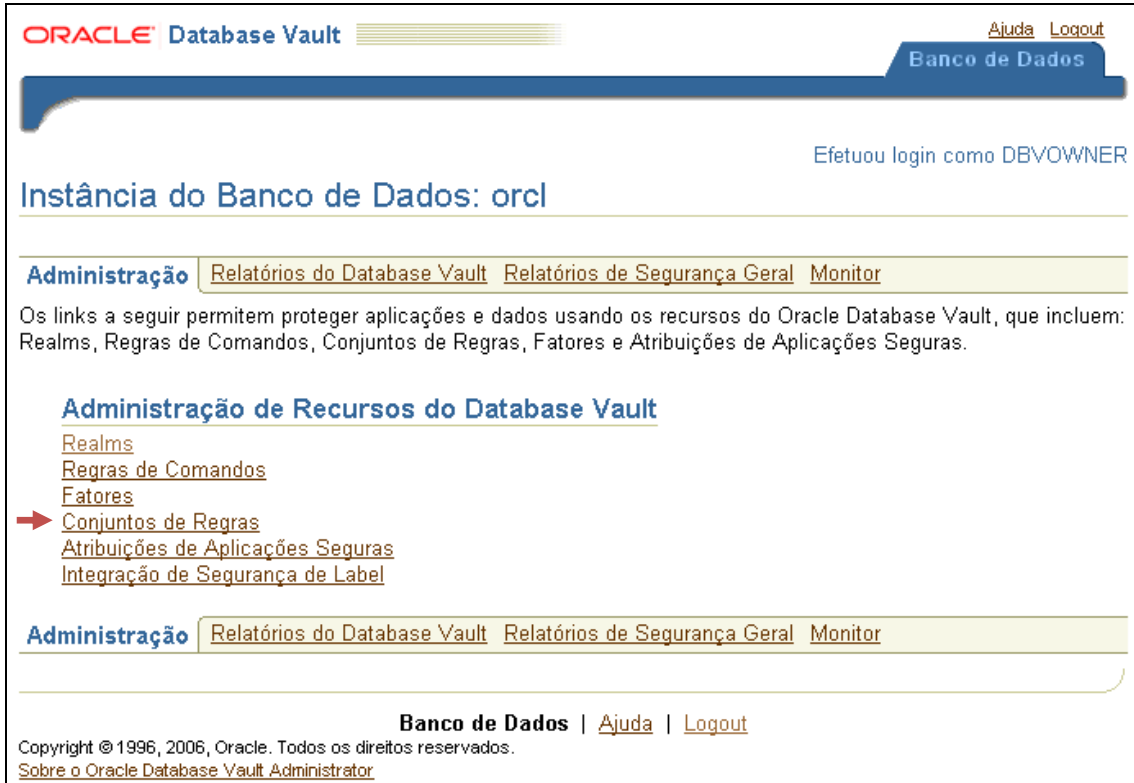 ORACLE Database Vault
Ajuda Logout
Banco de Dados
Efetuou login como DBVOWNER
Instância do Banco de Dados: orcl
Administração Relatórios do Database Vault Relatórios de Segurança Geral Monitor
Os links a seguir permitem proteger aplicações e dados usando os recursos do Oracle Database Vault, que incluem:
Realms, Regras de Comandos, Conjuntos de Regras, Fatores e Atribuições de Aplicações Seguras.
Administração de Recursos do Database Vault
Realms
Regras de Comandos
Fatores
Conjuntos de Regras
Atribuições de Aplicações Seguras
Integração de Segurança de Label
Administração Relatórios do Database Vault Relatórios de Segurança Geral Monitor
Banco de Dados | Ajuda | Logout
Copyright © 1996, 2006, Oracle. Todos os direitos reservados.
Sobre o Oracle Database Vault Administrator